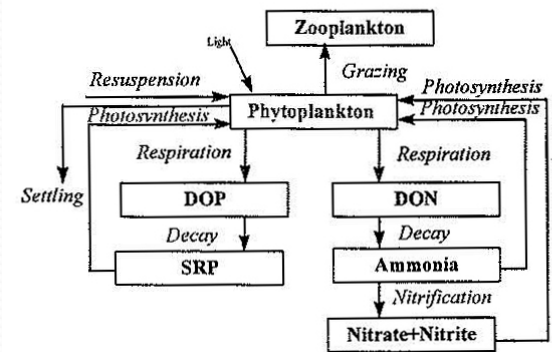 Zooplankton
Light
Grazing
Resuspension
Photosynthesis
Phytoplankton
Photosynthesis
Photosynthesis
Respiration
Respiration
Settling
DOP
DON
Decay
Decay
SRP
Ammonia
Nitrification
Nitrate+Nitrite